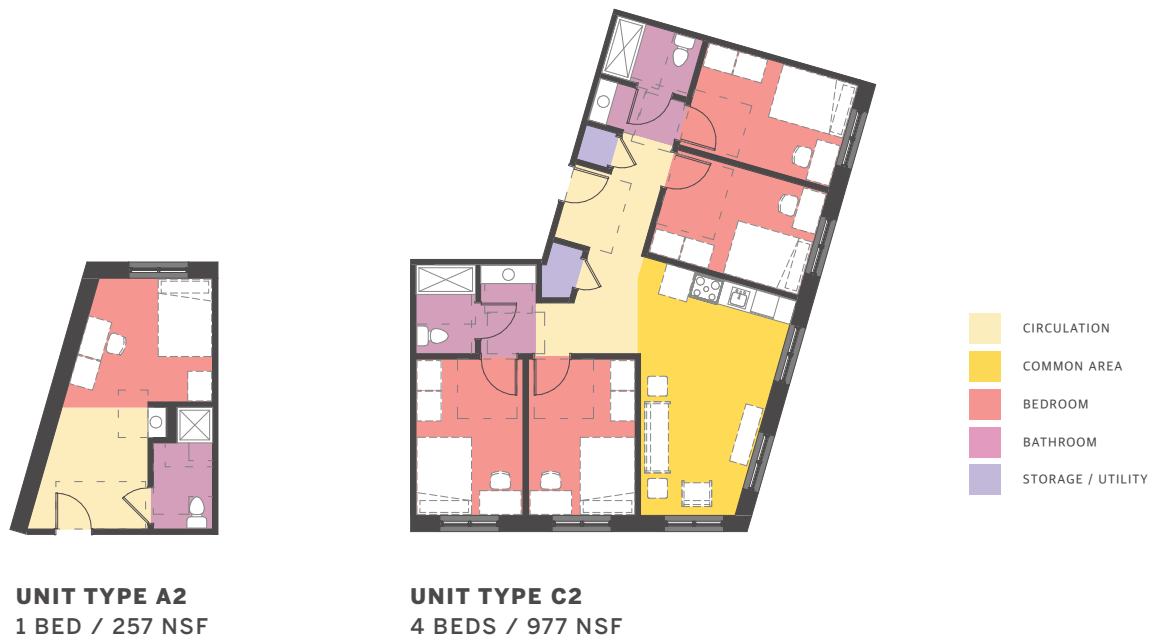 CIRCULATION
COMMON AREA
BEDROOM
BATHROOM
STORAGE / UTILITY
UNIT TYPE A2
1 BED / 257 NSF
UNIT TYPE C2
4 BEDS / 977 NSF